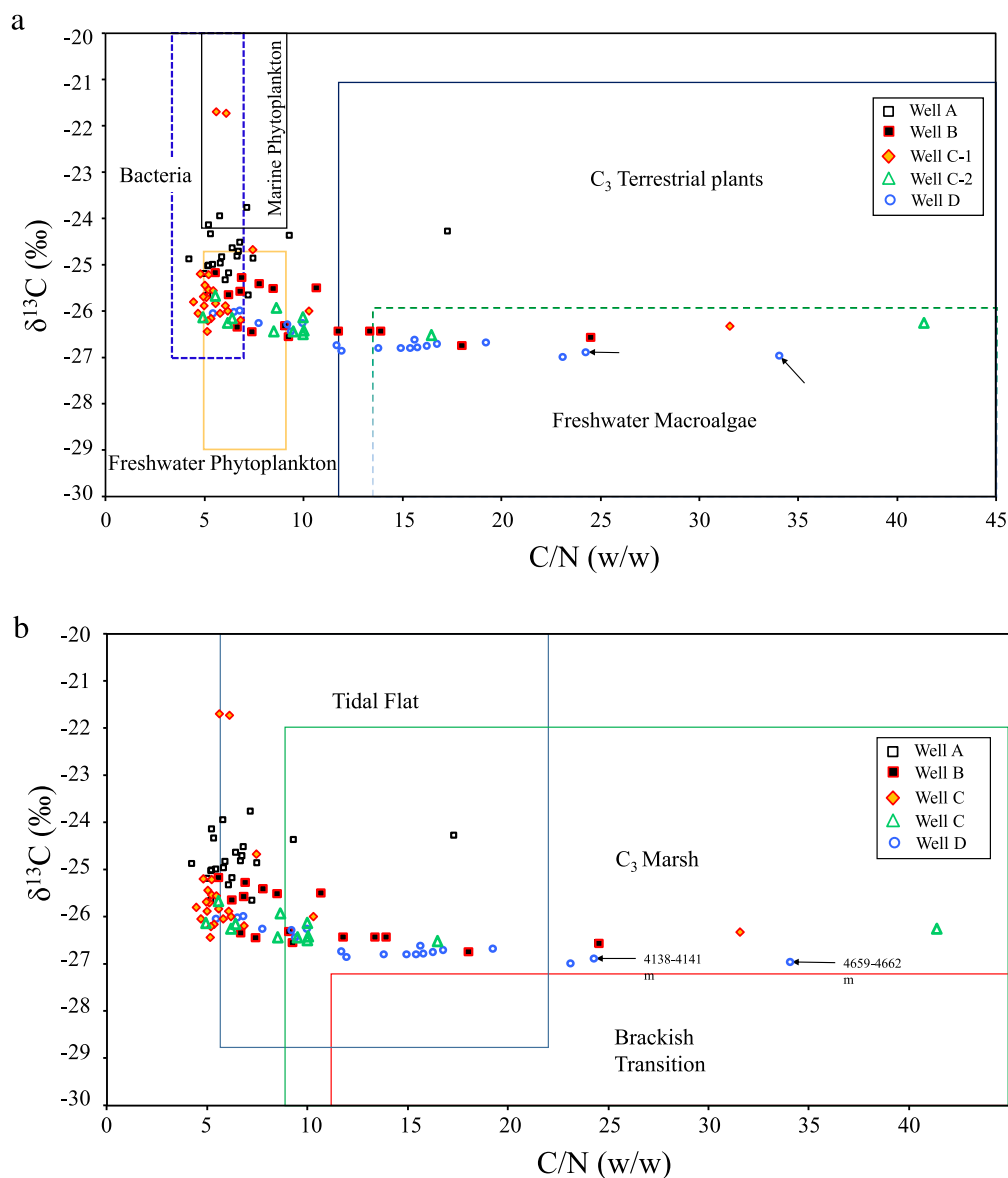 a
-20
-21
-22
-23
-24
-25
-26
-27
-28
-29
-30
δ13C (‰)
Bacteria
Marine Phytoplankton
C3 Terrestrial plants
Well A
Well B
Well C-1
Well C-2
Well D
Freshwater Macroalgae
Freshwater Phytoplankton
0 5 10 15 20 25 30 35 40 45
C/N (w/w)
b
-20
-21
-22
-23
-24
-25
-26
-27
-28
-29
-30
δ13C (‰)
Tidal Flat
Well A
Well B
Well C
Well C
Well D
C3 Marsh
4138-4141
m
4659-4662
m
Brackish
Transition
0 5 10 15 20 25 30 35 40
C/N (w/w)